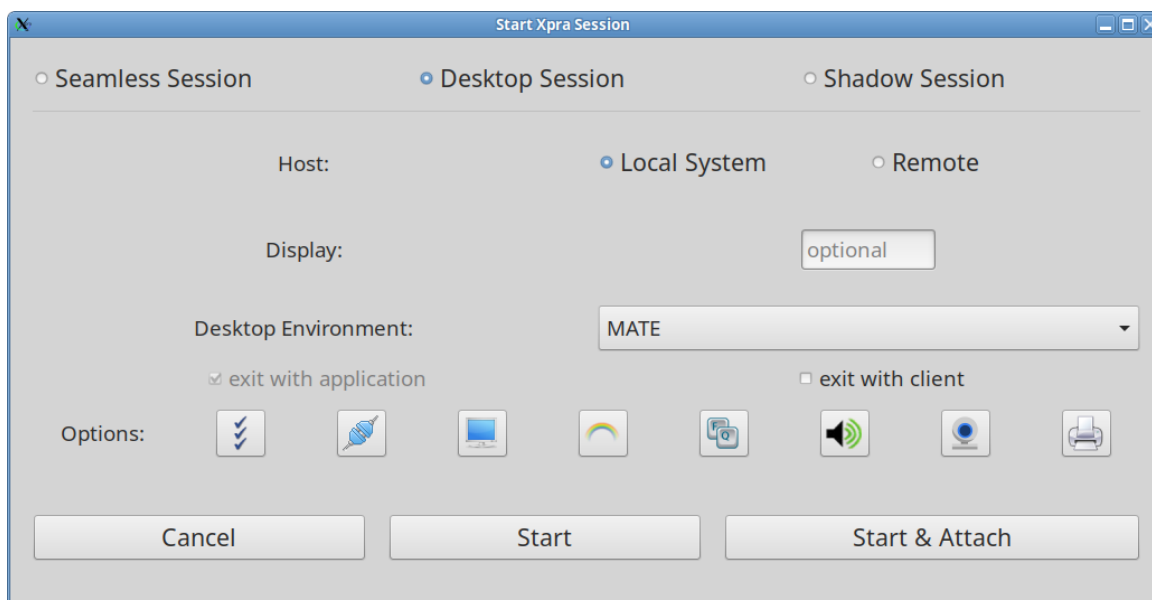 Start Xpra Session
Seamless Session Desktop Session Shadow Session
Host: Local System Remote
Display: optional
Desktop Environment: MATE
exit with application exit with client
Options:
Cancel Start Start & Attach